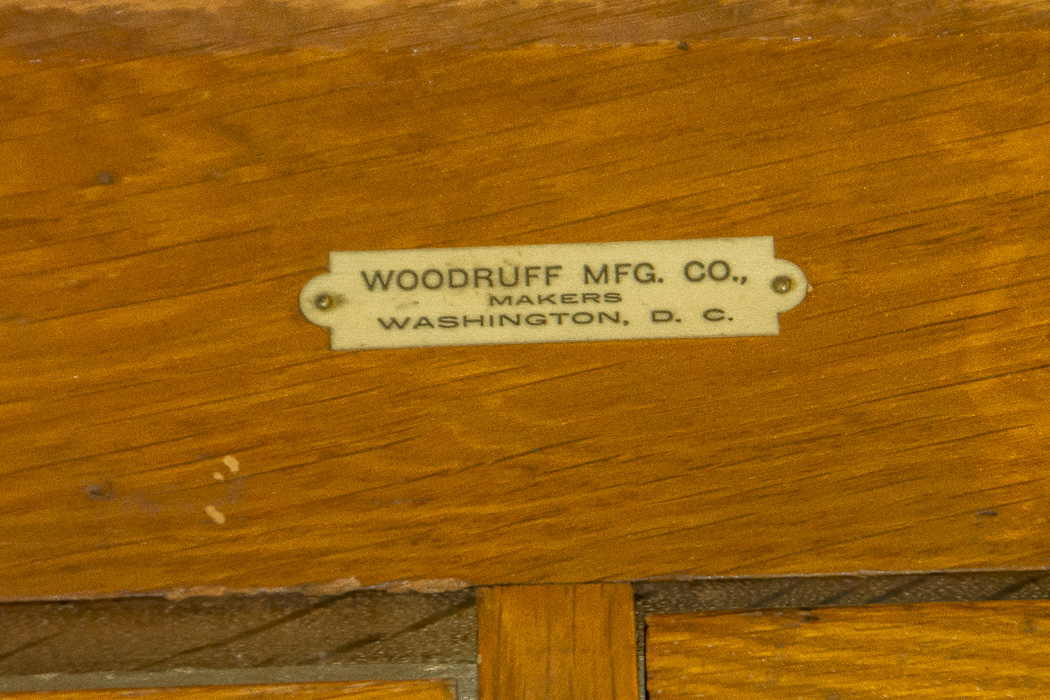 WOODRUFF MFG. CO.,
MAKERS
WASHINGTON, D. C.